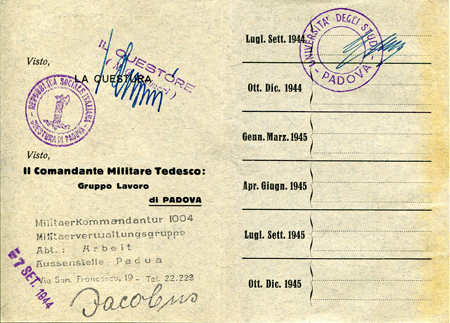 Visto,
IL QUESTORE
LA QUESTURA
REPUBBLICA SOCIALE ITALIANA
QUESTURA DI PADOVA
Visto,
Il Comandante Militare Tedesco:
Gruppo Lavoro
di PADOVA
Militaerkommandantur 1004
Militaerverwaltungsgruppe
Abt.: Arbeit
Aussenstelle Padua
Via San Francesco, 19 - Tel. 22.228
7 SET. 1944
Jacobus
Lugl. Sett. 1944
UNIVERSITA' DEGLI STUDI
PADOVA
Ott. Dic. 1944
Genn. Marz. 1945
Apr. Giugn. 1945
Lugl. Sett. 1945
Ott. Dic. 1945